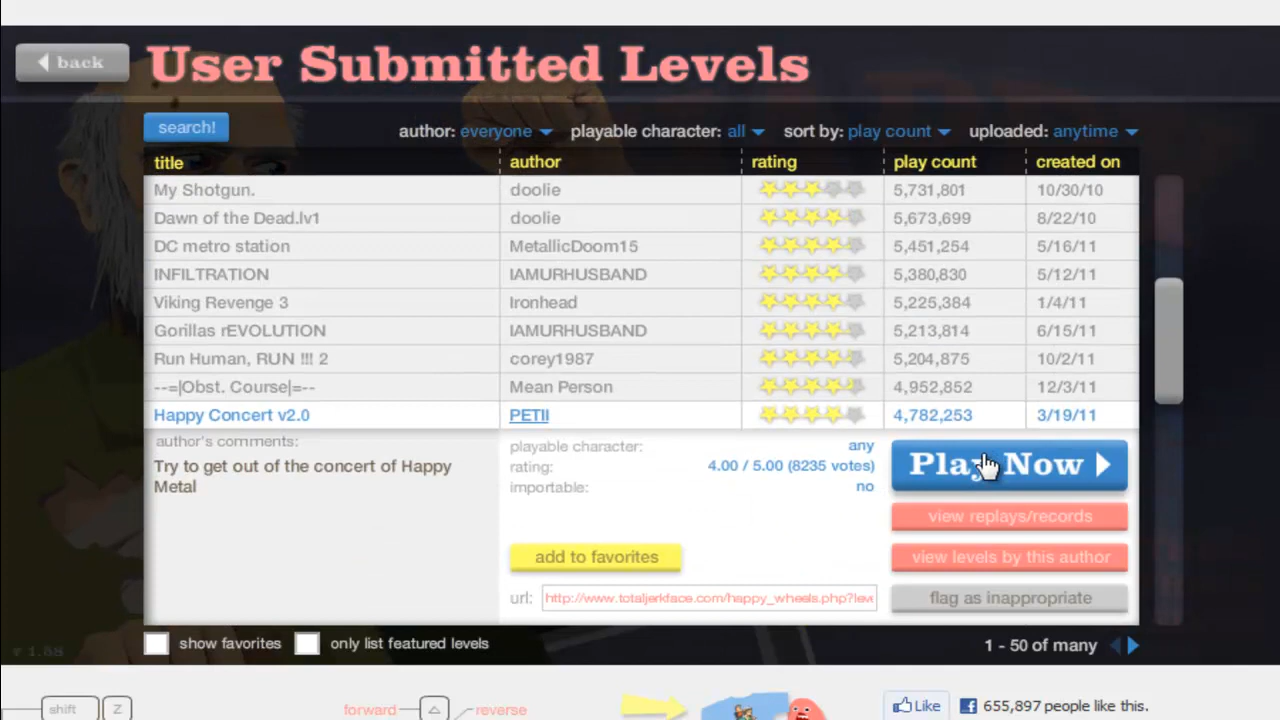 back
User Submitted Levels
search!
author: everyone playable character: all sort by: play count uploaded: anytime
title author rating play count created on
My Shotgun. doolie 5,731,801 10/30/10
Dawn of the Dead.lv1 doolie 5,673,699 8/22/10
DC metro station MetallicDoom15 5,451,254 5/16/11
INFILTRATION IAMURHUSBAND 5,380,830 5/12/11
Viking Revenge 3 Ironhead 5,225,384 1/4/11
Gorillas rEVOLUTION IAMURHUSBAND 5,213,814 6/15/11
Run Human, RUN !!! 2 corey1987 5,204,875 10/2/11
--=|Obst. Course|=-- Mean Person 4,952,852 12/3/11
Happy Concert v2.0 PETII 4,782,253 3/19/11
author's comments:
Try to get out of the concert of Happy
Metal
playable character: any
rating: 4.00 / 5.00 (8235 votes)
importable: no
Play Now
view replays/records
add to favorites
view levels by this author
url: http://www.totaljerkface.com/happy_wheels.php?leve
flag as inappropriate
show favorites only list featured levels
1 - 50 of many
v 1.58
shift Z forward reverse
Like 655,897 people like this.